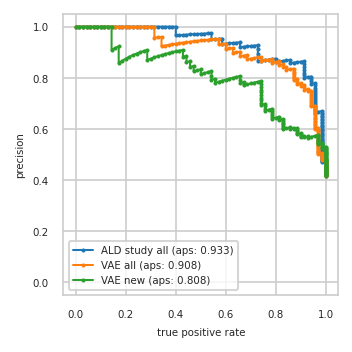 1.0
0.8
0.6
0.4
0.2
0.0
precision
ALD study all (aps: 0.933)
VAE all (aps: 0.908)
VAE new (aps: 0.808)
0.0 0.2 0.4 0.6 0.8 1.0
true positive rate